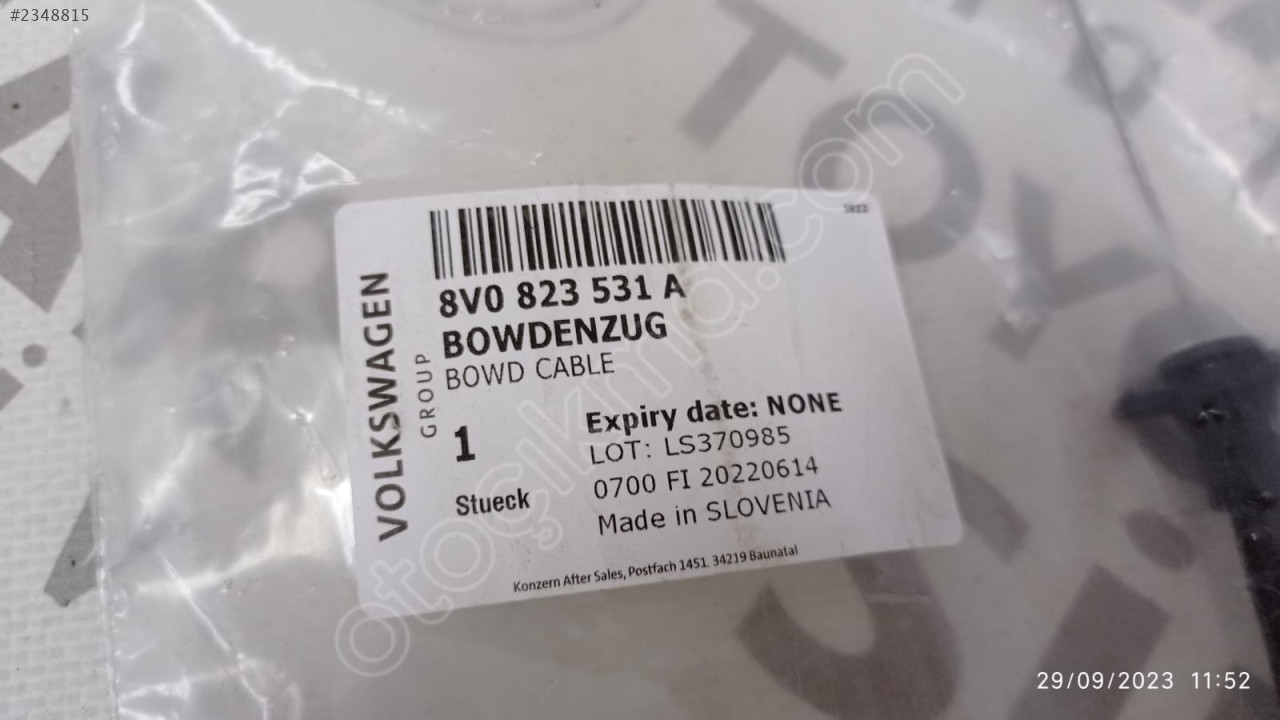 #2348815
8V0 823 531 A
BOWDENZUG
BOWD CABLE
VOLKSWAGEN
GROUP
1
Stueck
Expiry date: NONE
LOT: LS370985
0700 FI 20220614
Made in SLOVENIA
Konzern After Sales, Postfach 1451. 34219 Baunatal
otoçıkma.com
29/09/2023 11:52